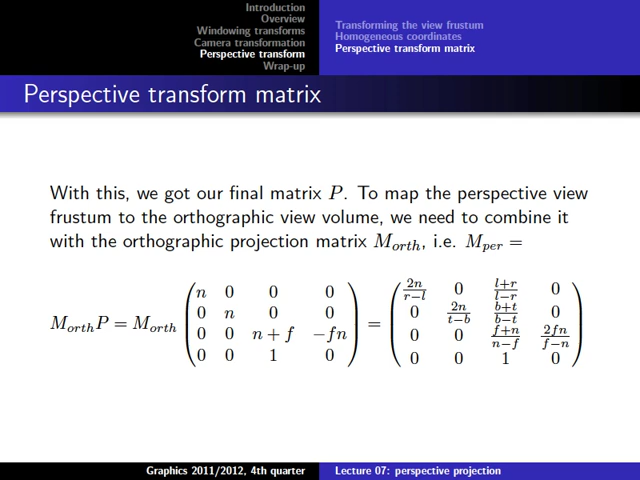 Introduction
Overview
Windowing transforms
Camera transformation
Perspective transform
Wrap-up
Transforming the view frustum
Homogeneous coordinates
Perspective transform matrix
Perspective transform matrix
With this, we got our final matrix P. To map the perspective view
frustum to the orthographic view volume, we need to combine it
with the orthographic projection matrix M_orth, i.e. M_per =
M_orth P = M_orth ( n 0 0 0 ; 0 n 0 0 ; 0 0 n + f −fn ; 0 0 1 0 ) = ( 2n/(r−l) 0 (l+r)/(l−r) 0 ; 0 2n/(t−b) (b+t)/(b−t) 0 ; 0 0 (f+n)/(n−f) 2fn/(f−n) ; 0 0 1 0 )
Graphics 2011/2012, 4th quarter
Lecture 07: perspective projection